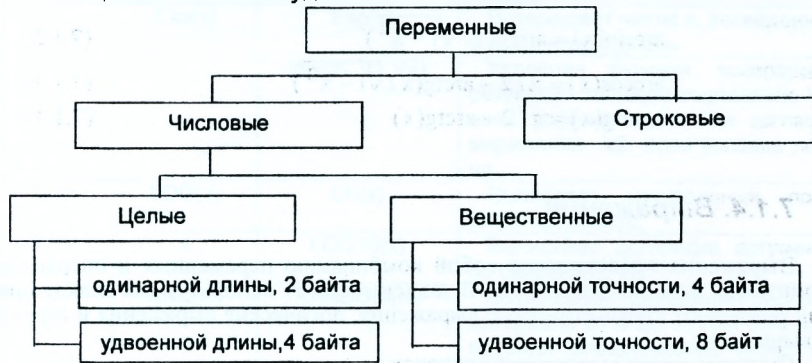 Переменные
Числовые
Строковые
Целые
Вещественные
одинарной длины, 2 байта
одинарной точности, 4 байта
удвоенной длины,4 байта
удвоенной точности, 8 байт